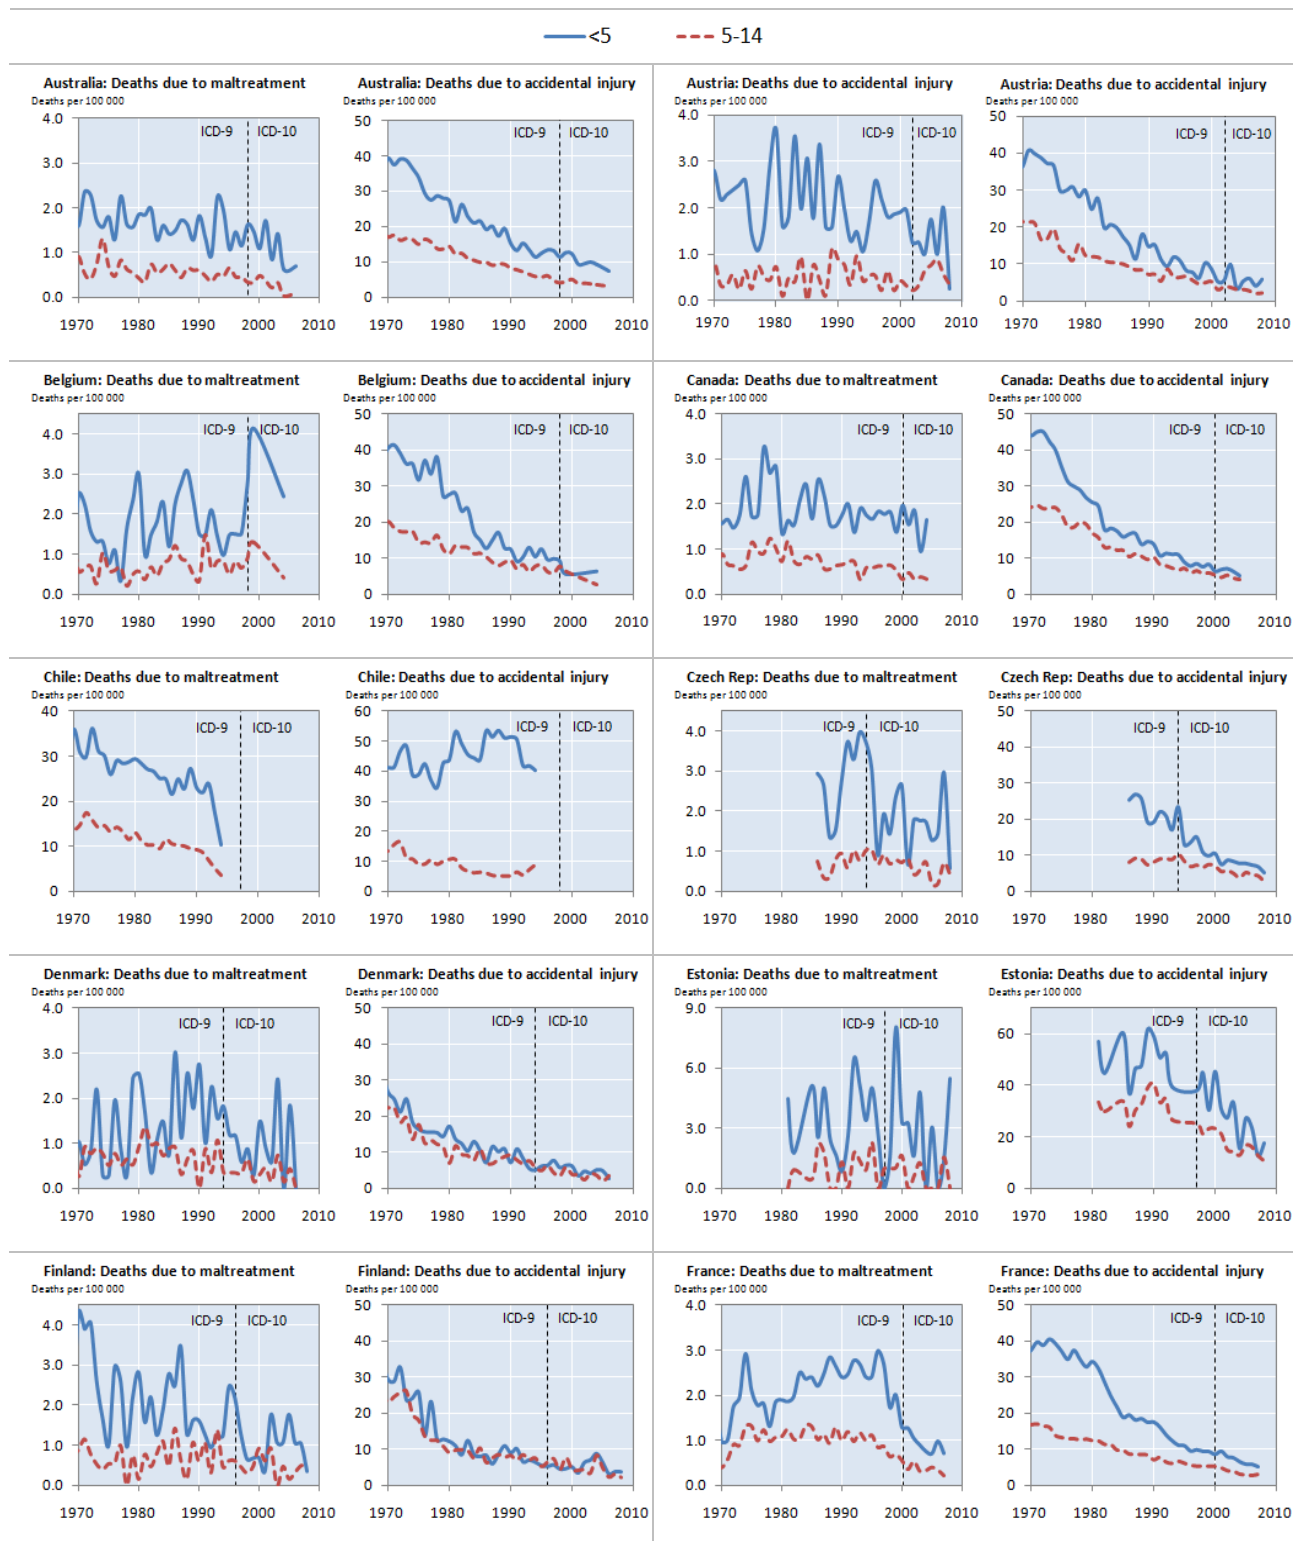 <5 5-14
Australia: Deaths due to maltreatment
Deaths per 100 000
4.0
3.0
2.0
1.0
0.0
ICD-9 ICD-10
1970 1980 1990 2000 2010
Australia: Deaths due to accidental injury
Deaths per 100 000
50
40
30
20
10
0
ICD-9 ICD-10
1970 1980 1990 2000 2010
Austria: Deaths due to accidental injury
Deaths per 100 000
4.0
3.0
2.0
1.0
0.0
ICD-9 ICD-10
1970 1980 1990 2000 2010
Austria: Deaths due to accidental injury
Deaths per 100 000
50
40
30
20
10
0
ICD-9 ICD-10
1970 1980 1990 2000 2010
Belgium: Deaths due to maltreatment
Deaths per 100 000
4.0
3.0
2.0
1.0
0.0
ICD-9 ICD-10
1970 1980 1990 2000 2010
Belgium: Deaths due to accidental injury
Deaths per 100 000
50
40
30
20
10
0
ICD-9 ICD-10
1970 1980 1990 2000 2010
Canada: Deaths due to maltreatment
Deaths per 100 000
4.0
3.0
2.0
1.0
0.0
ICD-9 ICD-10
1970 1980 1990 2000 2010
Canada: Deaths due to accidental injury
Deaths per 100 000
50
40
30
20
10
0
ICD-9 ICD-10
1970 1980 1990 2000 2010
Chile: Deaths due to maltreatment
Deaths per 100 000
40
30
20
10
0
ICD-9 ICD-10
1970 1980 1990 2000 2010
Chile: Deaths due to accidental injury
Deaths per 100 000
60
50
40
30
20
10
0
ICD-9 ICD-10
1970 1980 1990 2000 2010
Czech Rep: Deaths due to maltreatment
Deaths per 100 000
4.0
3.0
2.0
1.0
0.0
ICD-9 ICD-10
1970 1980 1990 2000 2010
Czech Rep: Deaths due to accidental injury
Deaths per 100 000
50
40
30
20
10
0
ICD-9 ICD-10
1970 1980 1990 2000 2010
Denmark: Deaths due to maltreatment
Deaths per 100 000
4.0
3.0
2.0
1.0
0.0
ICD-9 ICD-10
1970 1980 1990 2000 2010
Denmark: Deaths due to accidental injury
Deaths per 100 000
50
40
30
20
10
0
ICD-9 ICD-10
1970 1980 1990 2000 2010
Estonia: Deaths due to maltreatment
Deaths per 100 000
9.0
6.0
3.0
0.0
ICD-9 ICD-10
1970 1980 1990 2000 2010
Estonia: Deaths due to accidental injury
Deaths per 100 000
60
40
20
0
ICD-9 ICD-10
1970 1980 1990 2000 2010
Finland: Deaths due to maltreatment
Deaths per 100 000
4.0
3.0
2.0
1.0
0.0
ICD-9 ICD-10
1970 1980 1990 2000 2010
Finland: Deaths due to accidental injury
Deaths per 100 000
50
40
30
20
10
0
ICD-9 ICD-10
1970 1980 1990 2000 2010
France: Deaths due to maltreatment
Deaths per 100 000
4.0
3.0
2.0
1.0
0.0
ICD-9 ICD-10
1970 1980 1990 2000 2010
France: Deaths due to accidental injury
Deaths per 100 000
50
40
30
20
10
0
ICD-9 ICD-10
1970 1980 1990 2000 2010